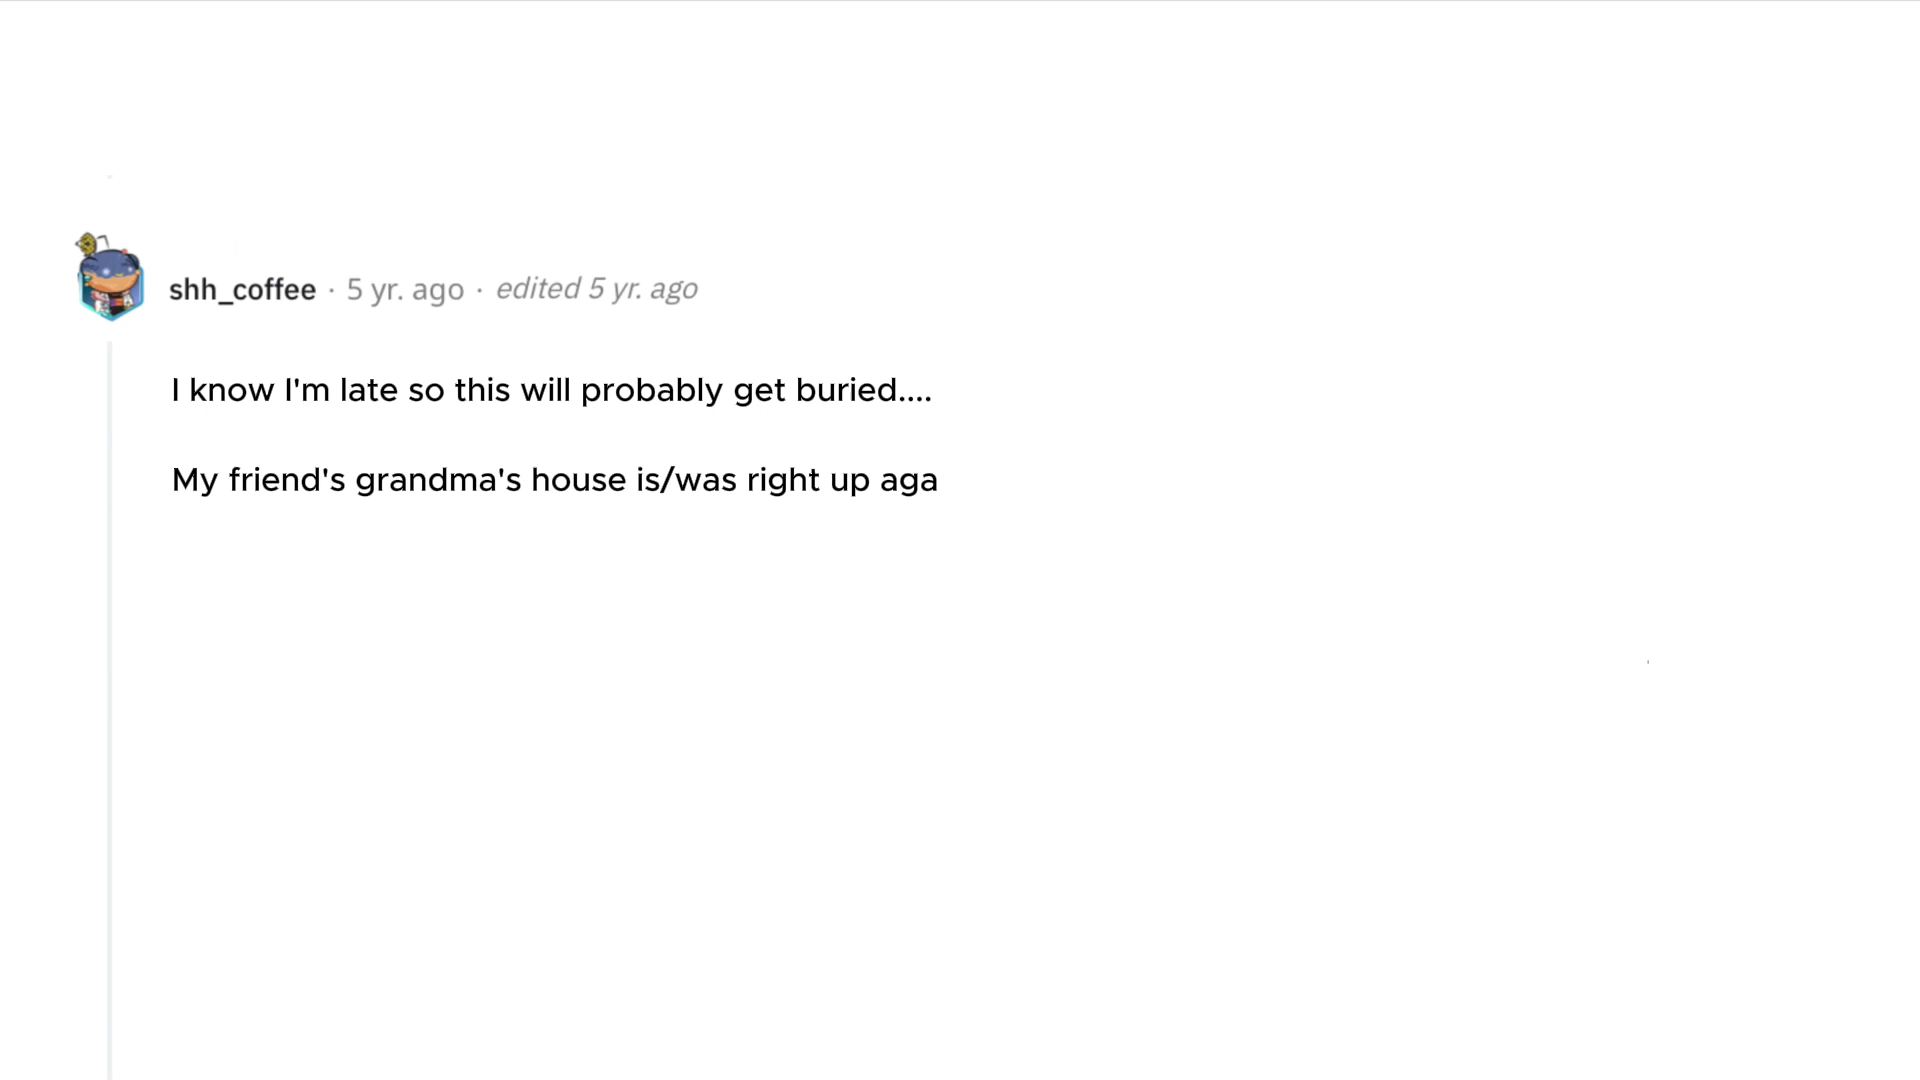 shh_coffee · 5 yr. ago · edited 5 yr. ago
I know I'm late so this will probably get buried....
My friend's grandma's house is/was right up aga